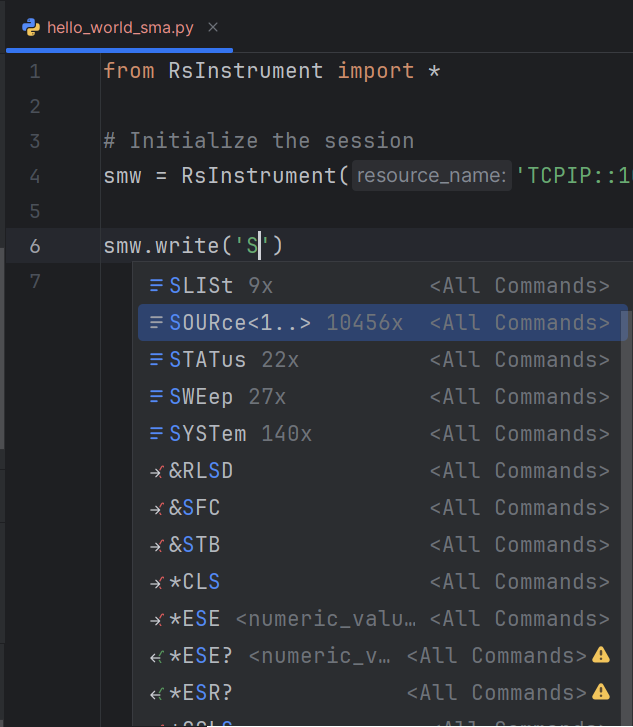 hello_world_sma.py
1 from RsInstrument import *
2
3 # Initialize the session
4 smw = RsInstrument( resource_name: 'TCPIP::1
5
6 smw.write('S')
7
SLISt 9x <All Commands>
SOURce<1..> 10456x <All Commands>
STATus 22x <All Commands>
SWEep 27x <All Commands>
SYSTem 140x <All Commands>
&RLSD <All Commands>
&SFC <All Commands>
&STB <All Commands>
*CLS <All Commands>
*ESE <numeric_valu… <All Commands>
*ESE? <numeric_v… <All Commands>
*ESR? <All Commands>